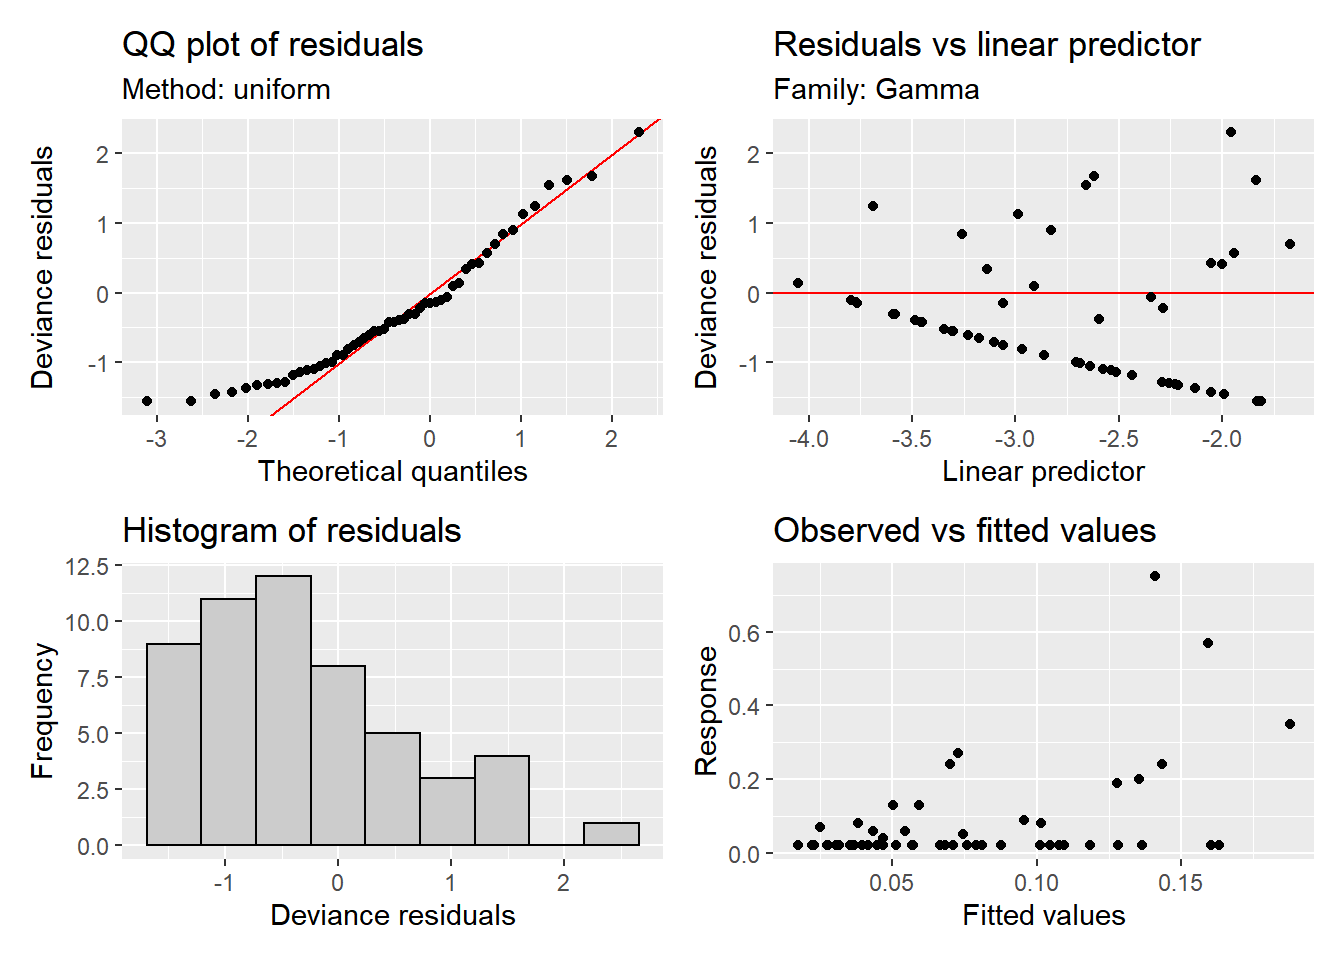 QQ plot of residuals
Method: uniform
Deviance residuals
2
1
0
-1
-3
-2
-1
0
1
2
Theoretical quantiles
Residuals vs linear predictor
Family: Gamma
Deviance residuals
2
1
0
-1
-4.0
-3.5
-3.0
-2.5
-2.0
Linear predictor
Histogram of residuals
Frequency
12.5
10.0
7.5
5.0
2.5
0.0
-1
0
1
2
Deviance residuals
Observed vs fitted values
Response
0.6
0.4
0.2
0.0
0.05
0.10
0.15
Fitted values